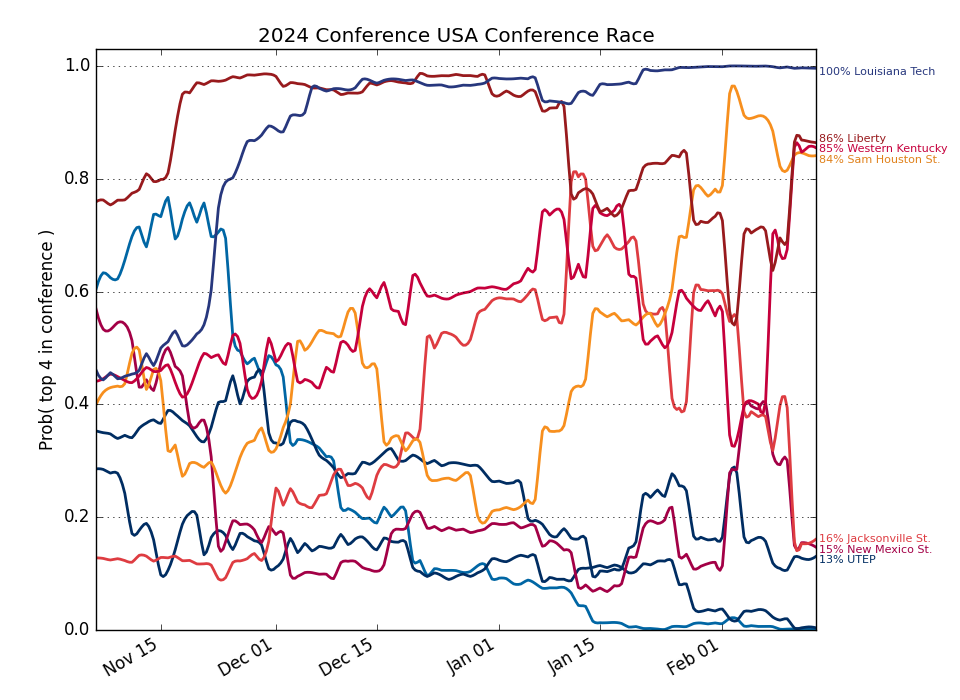 2024 Conference USA Conference Race
Prob( top 4 in conference )
1.0
0.8
0.6
0.4
0.2
0.0
Nov 15
Dec 01
Dec 15
Jan 01
Jan 15
Feb 01
100% Louisiana Tech
86% Liberty
85% Western Kentucky
84% Sam Houston St.
16% Jacksonville St.
15% New Mexico St.
13% UTEP